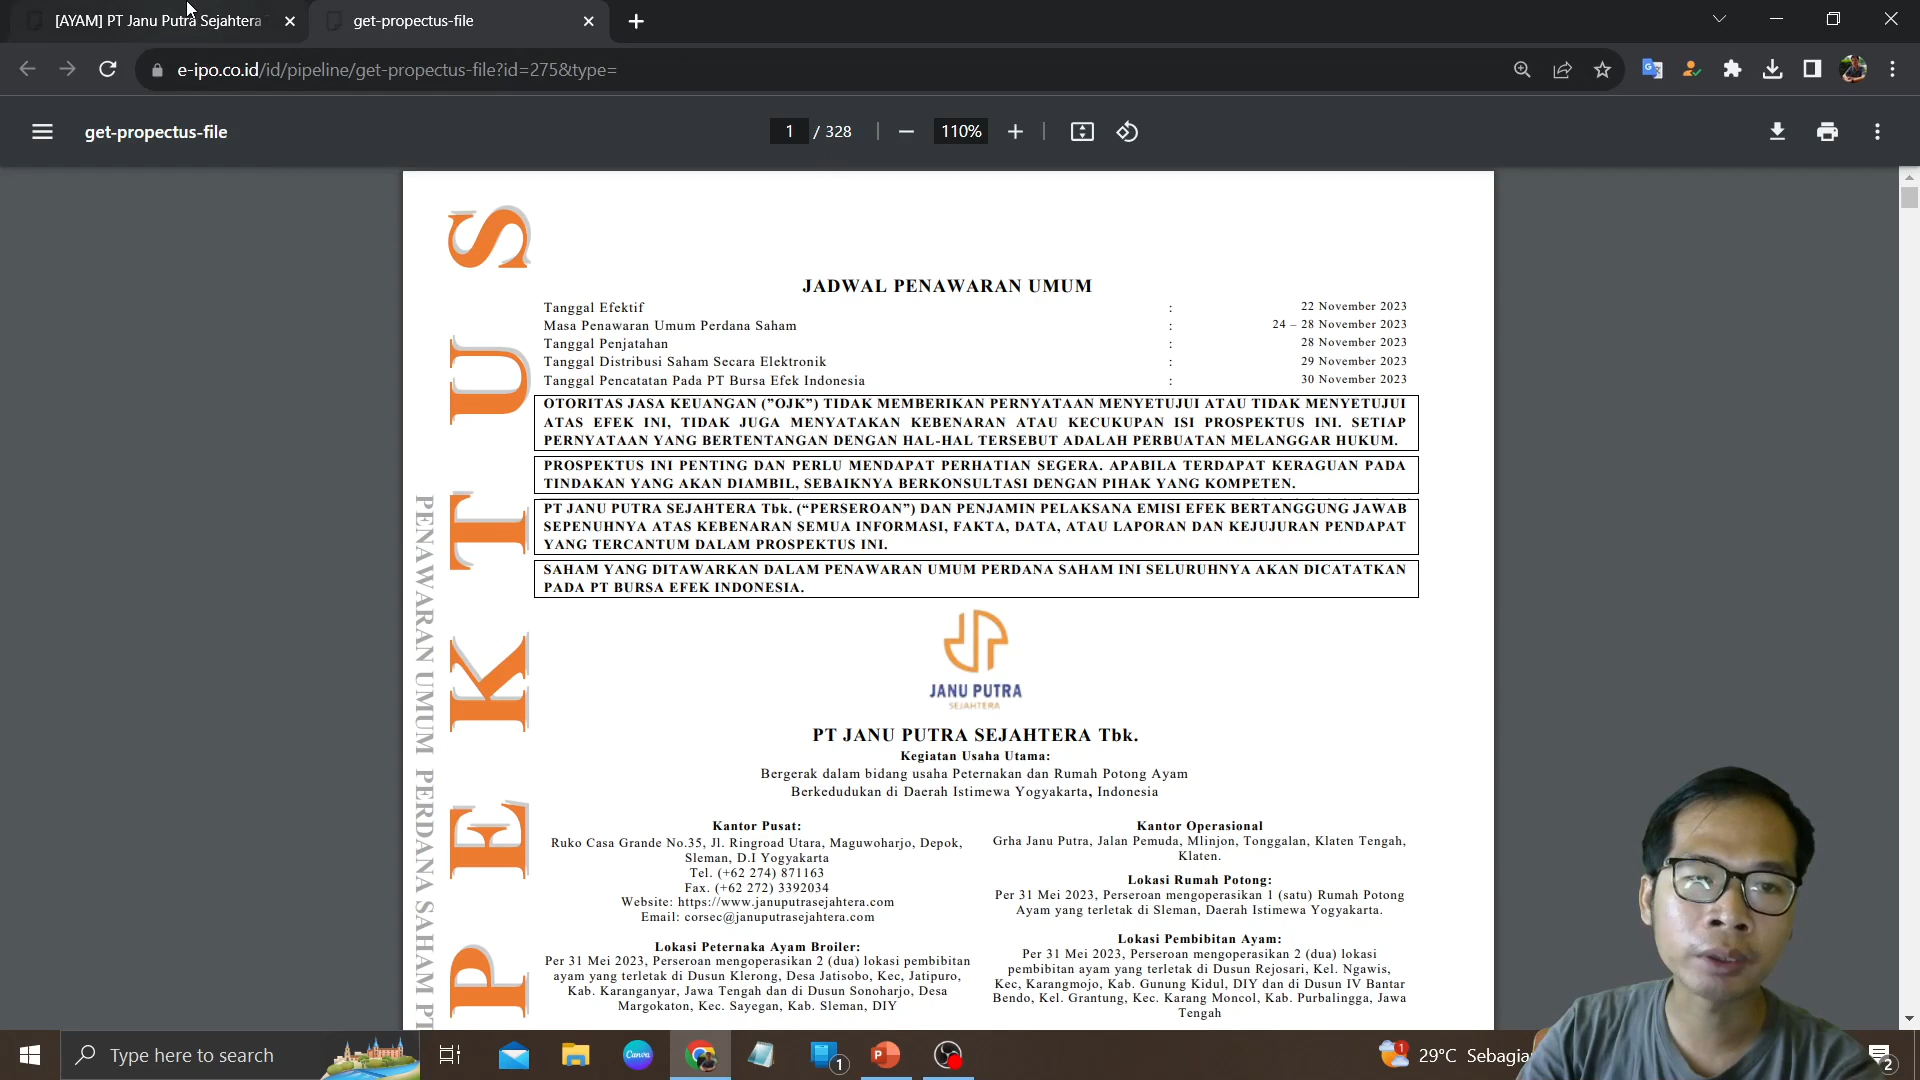 [AYAM] PT Janu Putra Sejahtera
get-propectus-file
e-ipo.co.id/id/pipeline/get-propectus-file?id=275&type=
get-propectus-file
1 / 328
110%
PROSPEKTUS
PENAWARAN UMUM PERDANA SAHAM PT
JADWAL PENAWARAN UMUM
Tanggal Efektif : 22 November 2023
Masa Penawaran Umum Perdana Saham : 24 – 28 November 2023
Tanggal Penjatahan : 28 November 2023
Tanggal Distribusi Saham Secara Elektronik : 29 November 2023
Tanggal Pencatatan Pada PT Bursa Efek Indonesia : 30 November 2023
OTORITAS JASA KEUANGAN (”OJK”) TIDAK MEMBERIKAN PERNYATAAN MENYETUJUI ATAU TIDAK MENYETUJUI
ATAS EFEK INI, TIDAK JUGA MENYATAKAN KEBENARAN ATAU KECUKUPAN ISI PROSPEKTUS INI. SETIAP
PERNYATAAN YANG BERTENTANGAN DENGAN HAL-HAL TERSEBUT ADALAH PERBUATAN MELANGGAR HUKUM.
PROSPEKTUS INI PENTING DAN PERLU MENDAPAT PERHATIAN SEGERA. APABILA TERDAPAT KERAGUAN PADA
TINDAKAN YANG AKAN DIAMBIL, SEBAIKNYA BERKONSULTASI DENGAN PIHAK YANG KOMPETEN.
PT JANU PUTRA SEJAHTERA Tbk. (“PERSEROAN”) DAN PENJAMIN PELAKSANA EMISI EFEK BERTANGGUNG JAWAB
SEPENUHNYA ATAS KEBENARAN SEMUA INFORMASI, FAKTA, DATA, ATAU LAPORAN DAN KEJUJURAN PENDAPAT
YANG TERCANTUM DALAM PROSPEKTUS INI.
SAHAM YANG DITAWARKAN DALAM PENAWARAN UMUM PERDANA SAHAM INI SELURUHNYA AKAN DICATATKAN
PADA PT BURSA EFEK INDONESIA.
JANU PUTRA
SEJAHTERA
PT JANU PUTRA SEJAHTERA Tbk.
Kegiatan Usaha Utama:
Bergerak dalam bidang usaha Peternakan dan Rumah Potong Ayam
Berkedudukan di Daerah Istimewa Yogyakarta, Indonesia
Kantor Pusat:
Ruko Casa Grande No.35, Jl. Ringroad Utara, Maguwoharjo, Depok,
Sleman, D.I Yogyakarta
Tel. (+62 274) 871163
Fax. (+62 272) 3392034
Website: https://www.januputrasejahtera.com
Email: corsec@januputrasejahtera.com
Lokasi Peternaka Ayam Broiler:
Per 31 Mei 2023, Perseroan mengoperasikan 2 (dua) lokasi pembibitan
ayam yang terletak di Dusun Klerong, Desa Jatisobo, Kec, Jatipuro,
Kab. Karanganyar, Jawa Tengah dan di Dusun Sonoharjo, Desa
Margokaton, Kec. Sayegan, Kab. Sleman, DIY
Kantor Operasional
Grha Janu Putra, Jalan Pemuda, Mlinjon, Tonggalan, Klaten Tengah,
Klaten.
Lokasi Rumah Potong:
Per 31 Mei 2023, Perseroan mengoperasikan 1 (satu) Rumah Potong
Ayam yang terletak di Sleman, Daerah Istimewa Yogyakarta.
Lokasi Pembibitan Ayam:
Per 31 Mei 2023, Perseroan mengoperasikan 2 (dua) lokasi
pembibitan ayam yang terletak di Dusun Rejosari, Kel. Ngawis,
Kec, Karangmojo, Kab. Gunung Kidul, DIY dan di Dusun IV Bantar
Bendo, Kel. Grantung, Kec. Karang Moncol, Kab. Purbalingga, Jawa
Tengah
Type here to search
Canva
1
1
29°C
2